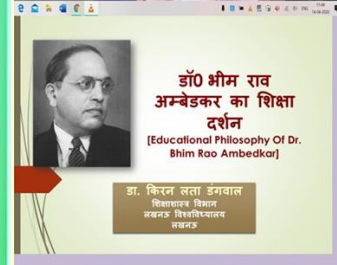 डॉ0 भीम राव
अम्बेडकर का शिक्षा
दर्शन
[Educational Philosophy Of Dr.
Bhim Rao Ambedkar]
डा. किरन लता डंगवाल
शिक्षाशास्त्र विभाग
लखनऊ विश्वविध्यालय
लखनऊ